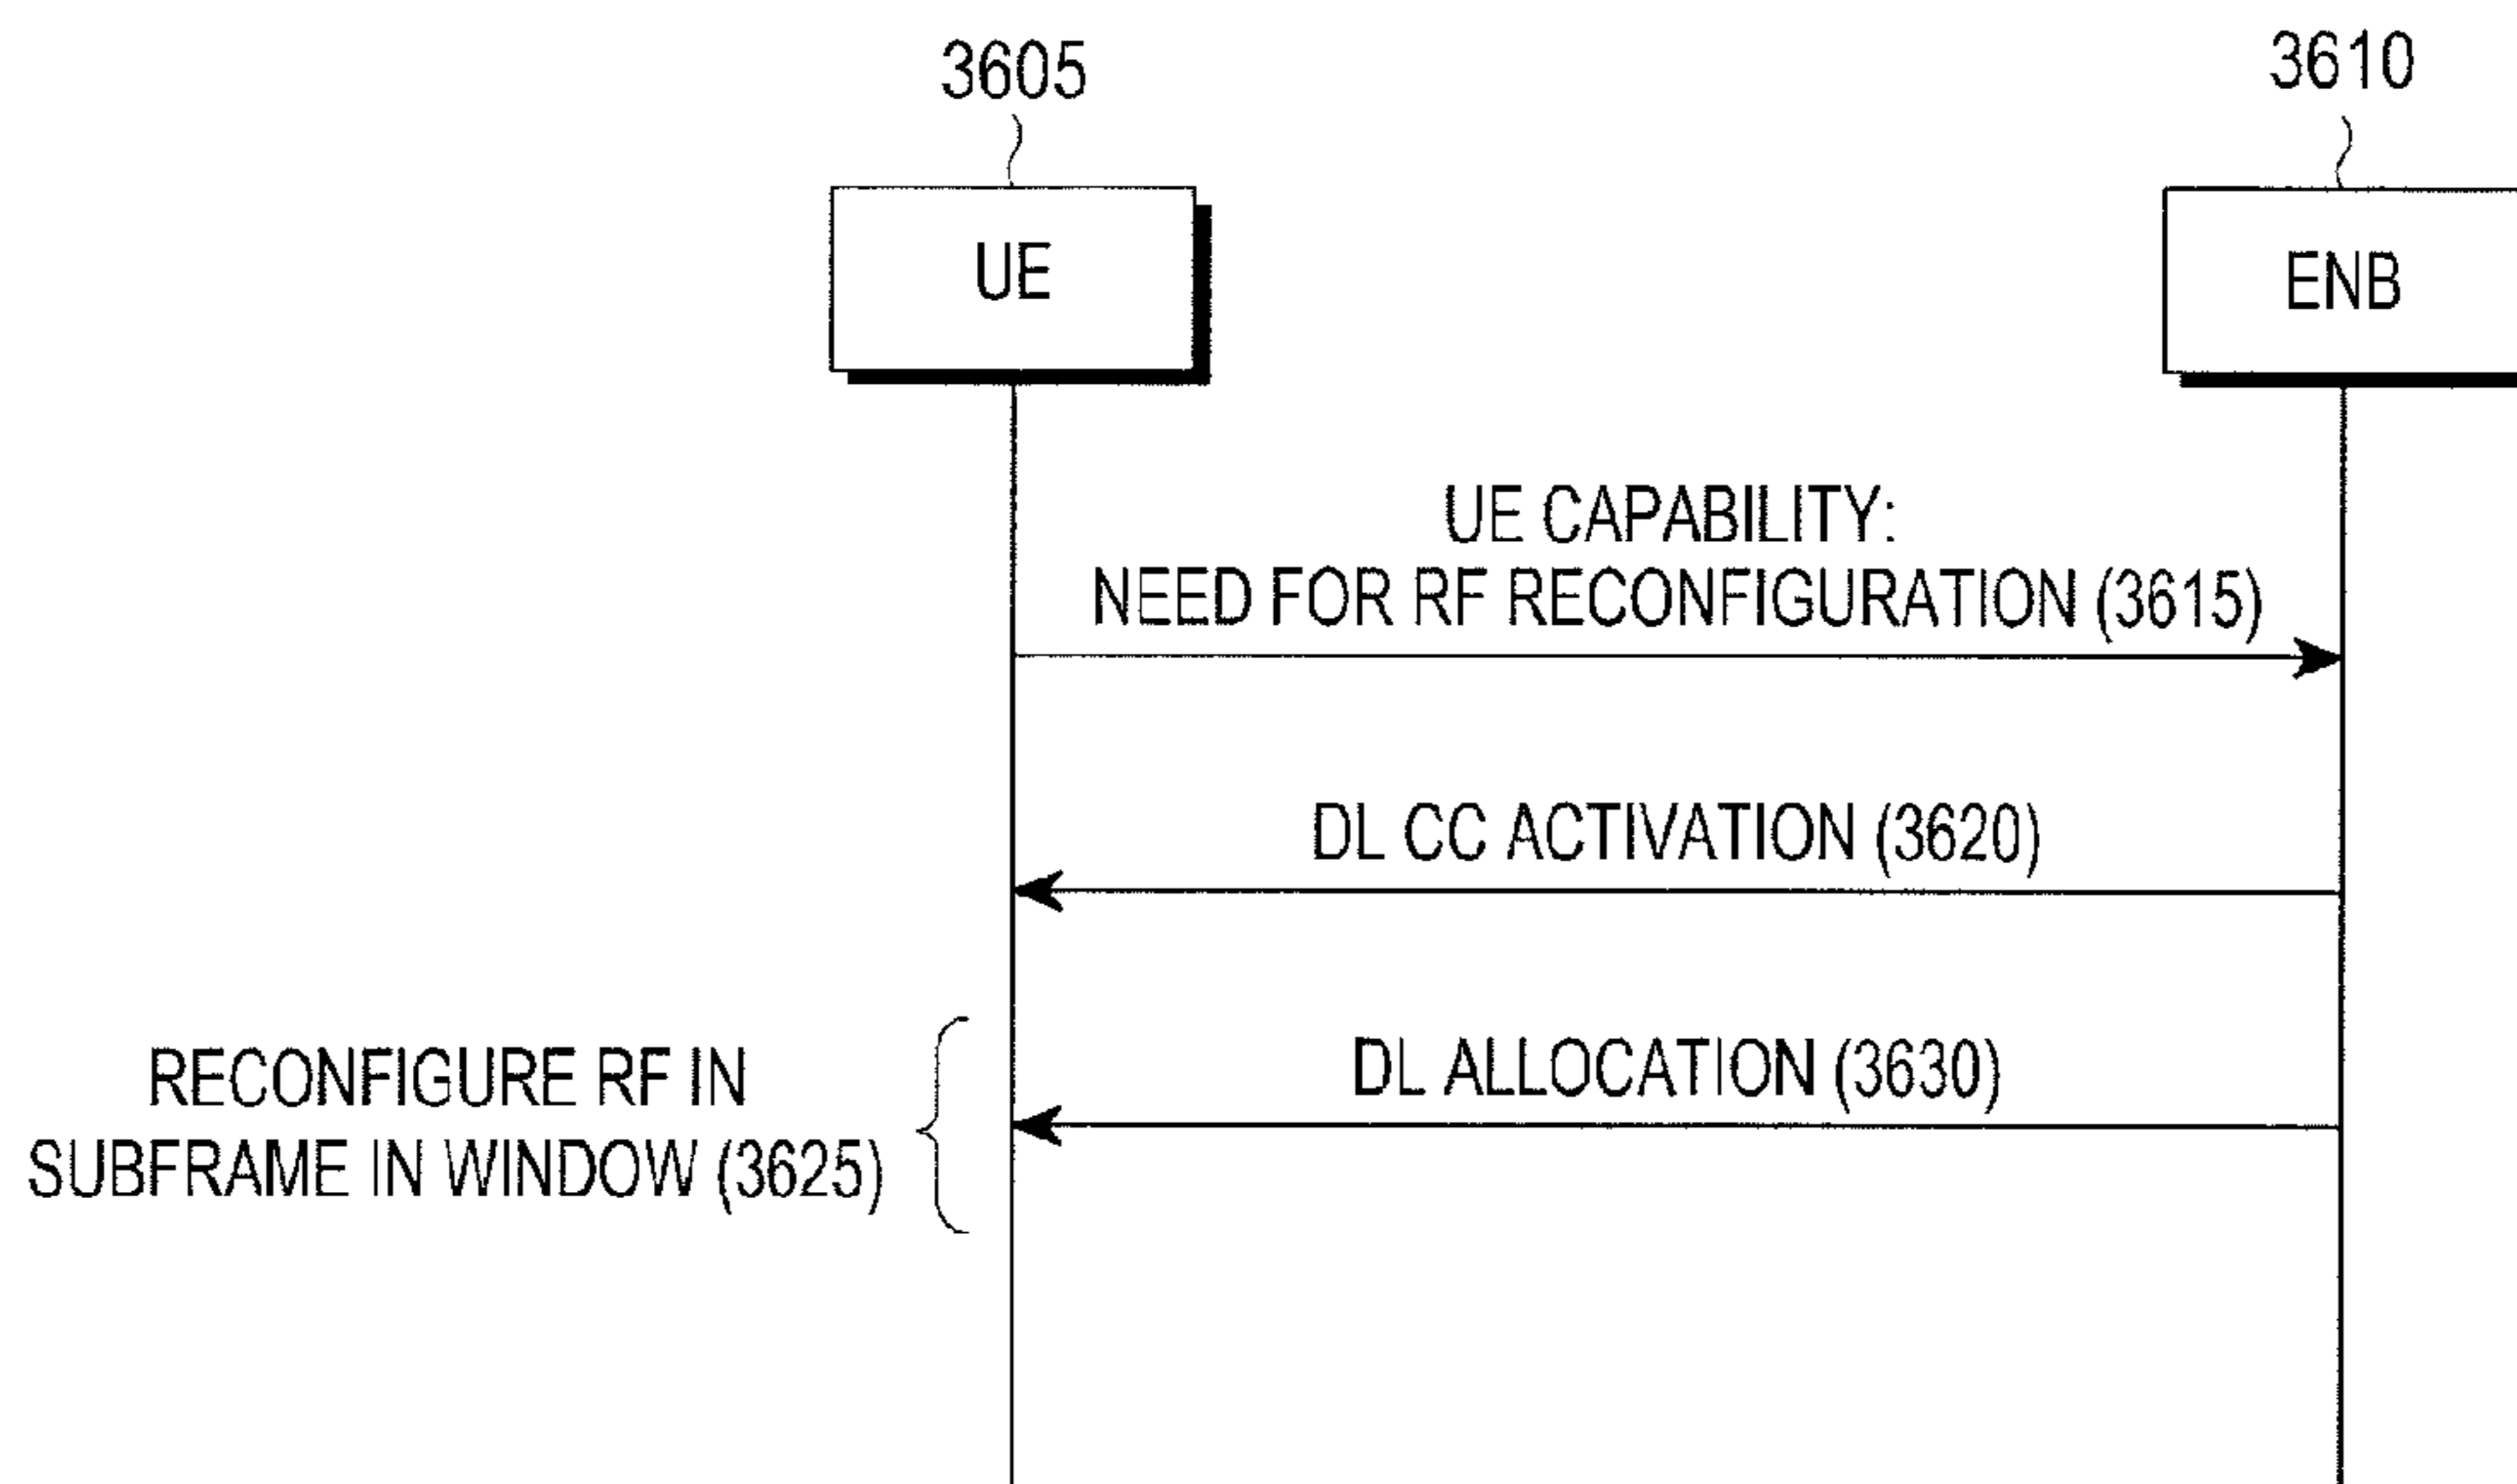 3605
3610
UE
ENB
UE CAPABILITY:
NEED FOR RF RECONFIGURATION (3615)
DL CC ACTIVATION (3620)
DL ALLOCATION (3630)
RECONFIGURE RF IN
SUBFRAME IN WINDOW (3625)